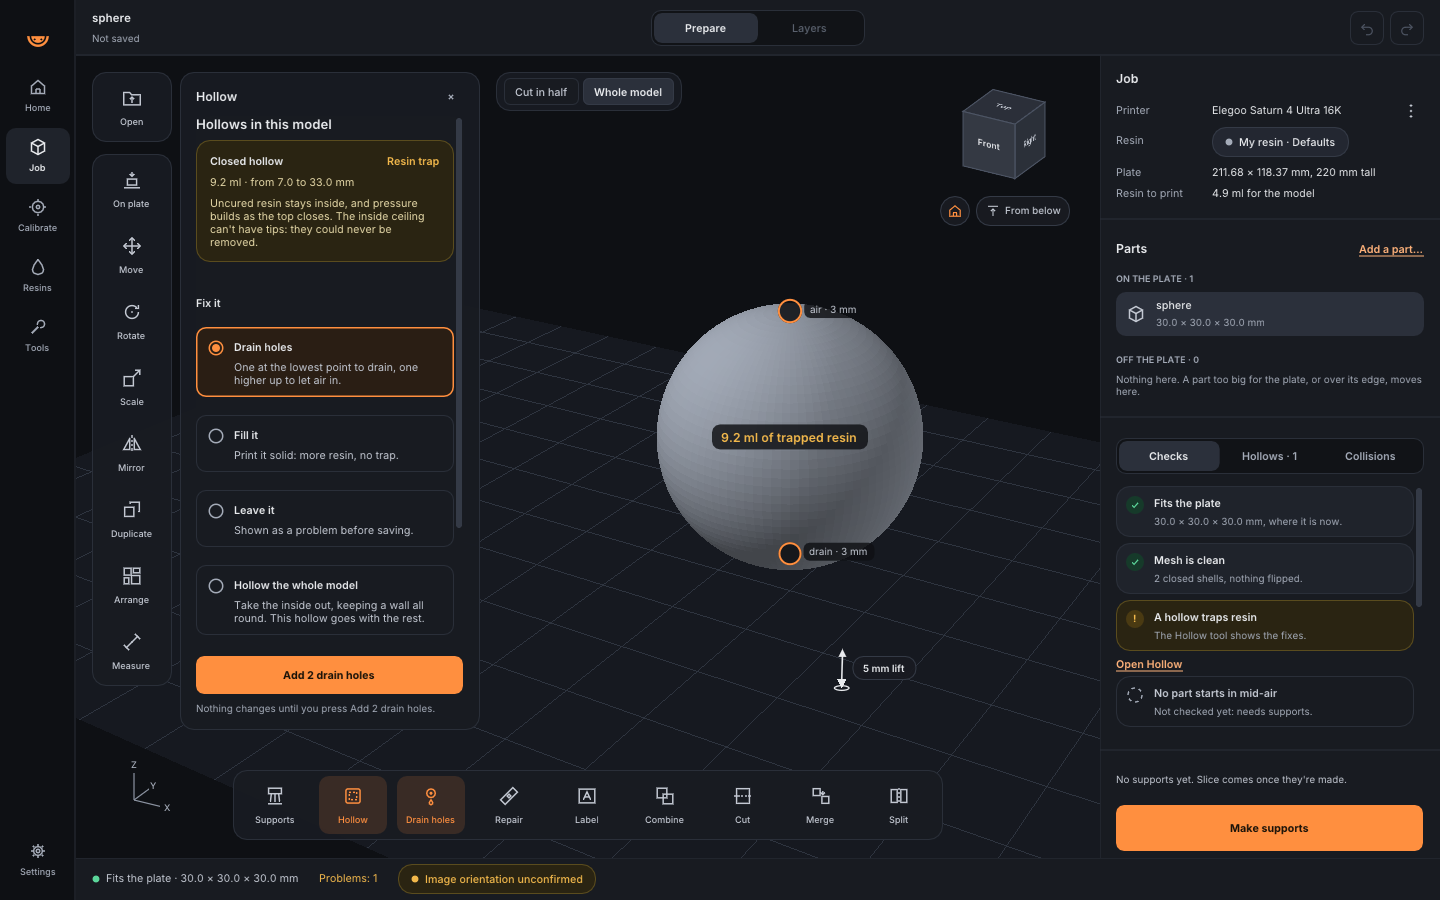 sphere
Not saved
Prepare
Layers
Home
Job
Calibrate
Resins
Tools
Settings
Open
On plate
Move
Rotate
Scale
Mirror
Duplicate
Arrange
Measure
Hollow
×
Hollows in this model
Closed hollow
Resin trap
9.2 ml · from 7.0 to 33.0 mm
Uncured resin stays inside, and pressure
builds as the top closes. The inside ceiling
can't have tips: they could never be
removed.
Fix it
Drain holes
One at the lowest point to drain, one
higher up to let air in.
Fill it
Print it solid: more resin, no trap.
Leave it
Shown as a problem before saving.
Hollow the whole model
Take the inside out, keeping a wall all
round. This hollow goes with the rest.
Add 2 drain holes
Nothing changes until you press Add 2 drain holes.
Cut in half
Whole model
Top
Front
Right
From below
air · 3 mm
9.2 ml of trapped resin
drain · 3 mm
5 mm lift
Z
Y
X
Supports
Hollow
Drain holes
Repair
Label
Combine
Cut
Merge
Split
Job
Printer
Elegoo Saturn 4 Ultra 16K
Resin
My resin · Defaults
Plate
211.68 × 118.37 mm, 220 mm tall
Resin to print
4.9 ml for the model
Parts
Add a part...
ON THE PLATE · 1
sphere
30.0 × 30.0 × 30.0 mm
OFF THE PLATE · 0
Nothing here. A part too big for the plate, or over its edge, moves
here.
Checks
Hollows · 1
Collisions
Fits the plate
30.0 × 30.0 × 30.0 mm, where it is now.
Mesh is clean
2 closed shells, nothing flipped.
A hollow traps resin
The Hollow tool shows the fixes.
Open Hollow
No part starts in mid-air
Not checked yet: needs supports.
No supports yet. Slice comes once they're made.
Make supports
Fits the plate · 30.0 × 30.0 × 30.0 mm
Problems: 1
Image orientation unconfirmed